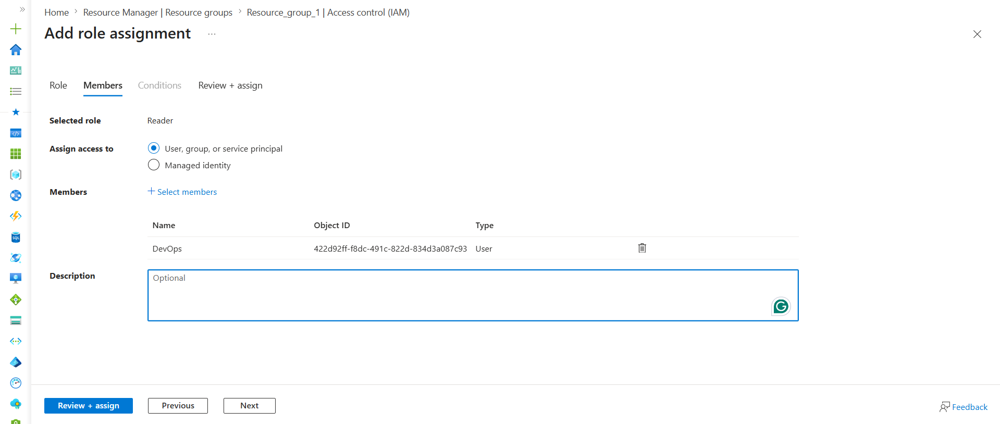 Home > Resource Manager | Resource groups > Resource_group_1 | Access control (IAM)
Add role assignment ...
Role Members Conditions Review + assign
Selected role Reader
Assign access to User, group, or service principal
Managed identity
Members + Select members
Name Object ID Type
DevOps 422d92ff-f8dc-491c-822d-834d3a087c93 User
Description Optional
Review + assign Previous Next Feedback